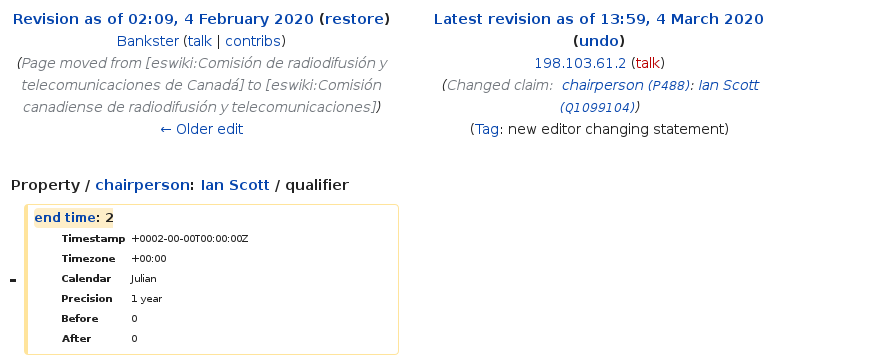 Revision as of 02:09, 4 February 2020 (restore)
Bankster (talk | contribs)
(Page moved from [eswiki:Comisión de radiodifusión y
telecomunicaciones de Canadá] to [eswiki:Comisión
canadiense de radiodifusión y telecomunicaciones])
← Older edit
Latest revision as of 13:59, 4 March 2020
(undo)
198.103.61.2 (talk)
(Changed claim: chairperson (P488): Ian Scott
(Q1099104))
(Tag: new editor changing statement)
Property / chairperson: Ian Scott / qualifier
-
end time: 2
Timestamp +0002-00-00T00:00:00Z
Timezone +00:00
Calendar Julian
Precision 1 year
Before 0
After 0